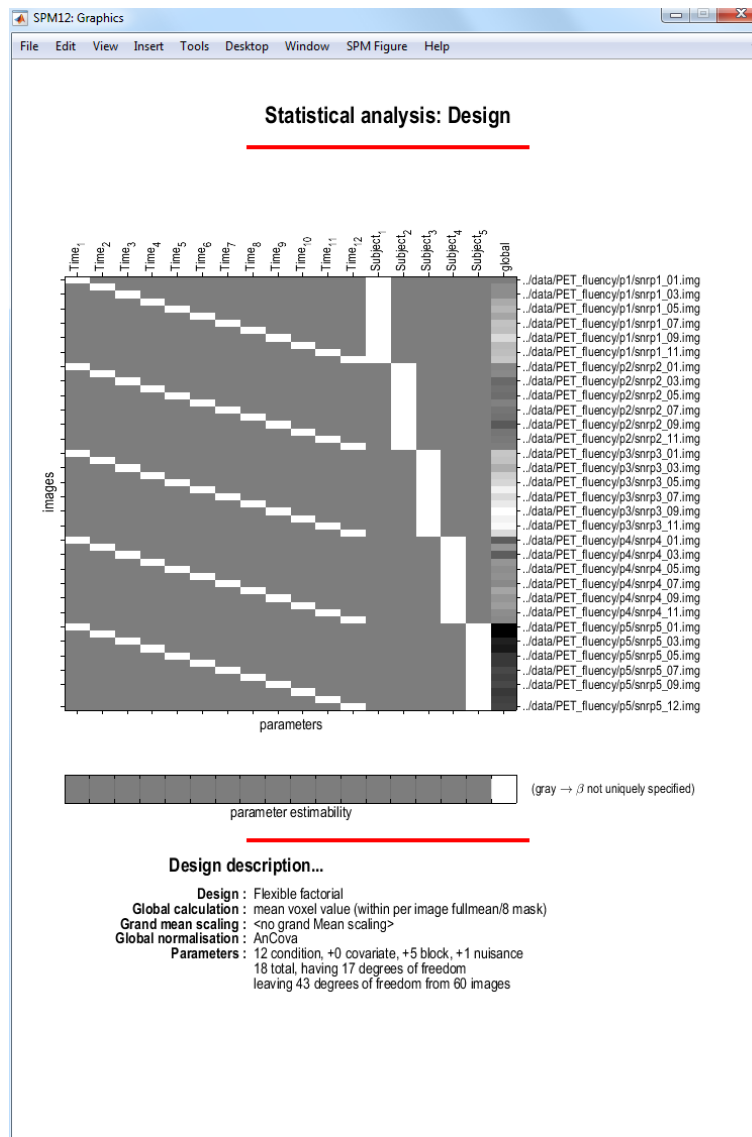 SPM12: Graphics
File Edit View Insert Tools Desktop Window SPM Figure Help
Statistical analysis: Design
Time1 Time2 Time3 Time4 Time5 Time6 Time7 Time8 Time9 Time10 Time11 Time12 Subject1 Subject2 Subject3 Subject4 Subject5 global
images
../data/PET_fluency/p1/snrp1_01.img
../data/PET_fluency/p1/snrp1_03.img
../data/PET_fluency/p1/snrp1_05.img
../data/PET_fluency/p1/snrp1_07.img
../data/PET_fluency/p1/snrp1_09.img
../data/PET_fluency/p1/snrp1_11.img
../data/PET_fluency/p2/snrp2_01.img
../data/PET_fluency/p2/snrp2_03.img
../data/PET_fluency/p2/snrp2_05.img
../data/PET_fluency/p2/snrp2_07.img
../data/PET_fluency/p2/snrp2_09.img
../data/PET_fluency/p2/snrp2_11.img
../data/PET_fluency/p3/snrp3_01.img
../data/PET_fluency/p3/snrp3_03.img
../data/PET_fluency/p3/snrp3_05.img
../data/PET_fluency/p3/snrp3_07.img
../data/PET_fluency/p3/snrp3_09.img
../data/PET_fluency/p3/snrp3_11.img
../data/PET_fluency/p4/snrp4_01.img
../data/PET_fluency/p4/snrp4_03.img
../data/PET_fluency/p4/snrp4_05.img
../data/PET_fluency/p4/snrp4_07.img
../data/PET_fluency/p4/snrp4_09.img
../data/PET_fluency/p4/snrp4_11.img
../data/PET_fluency/p5/snrp5_01.img
../data/PET_fluency/p5/snrp5_03.img
../data/PET_fluency/p5/snrp5_05.img
../data/PET_fluency/p5/snrp5_07.img
../data/PET_fluency/p5/snrp5_09.img
../data/PET_fluency/p5/snrp5_12.img
parameters
(gray → β not uniquely specified)
parameter estimability
Design description...
Design : Flexible factorial
Global calculation : mean voxel value (within per image fullmean/8 mask)
Grand mean scaling : <no grand Mean scaling>
Global normalisation : AnCova
Parameters : 12 condition, +0 covariate, +5 block, +1 nuisance
18 total, having 17 degrees of freedom
leaving 43 degrees of freedom from 60 images